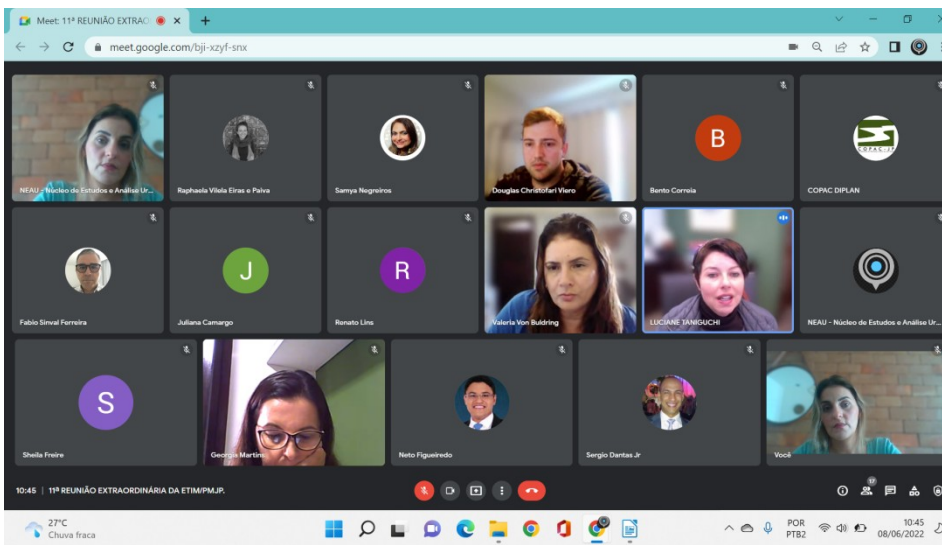 Meet: 11ª REUNIÃO EXTRAO
meet.google.com/bji-xzyf-snx
NEAU - Núcleo de Estudos e Análise Ur...
Raphaela Vilela Eiras e Paiva
Samya Negreiros
Douglas Christofari Viero
B
Bento Correia
COPAC-JP
COPAC DIPLAN
Fabio Sinval Ferreira
J
Juliana Camargo
R
Renato Lins
Valeria Von Buldring
LUCIANE TANIGUCHI
NEAU - Núcleo de Estudos e Análise Ur...
S
Sheila Freire
Georgia Martins
Neto Figueiredo
Sergio Dantas Jr
Você
10:45 | 11ª REUNIÃO EXTRAORDINÁRIA DA ETIM/PMJP.
17
27°C
Chuva fraca
POR
PTB2
10:45
08/06/2022